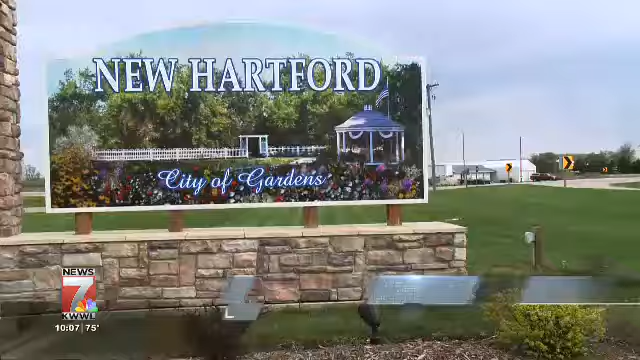 NEW HARTFORD
City of Gardens
NEWS
7
KWWL
10:07 75°